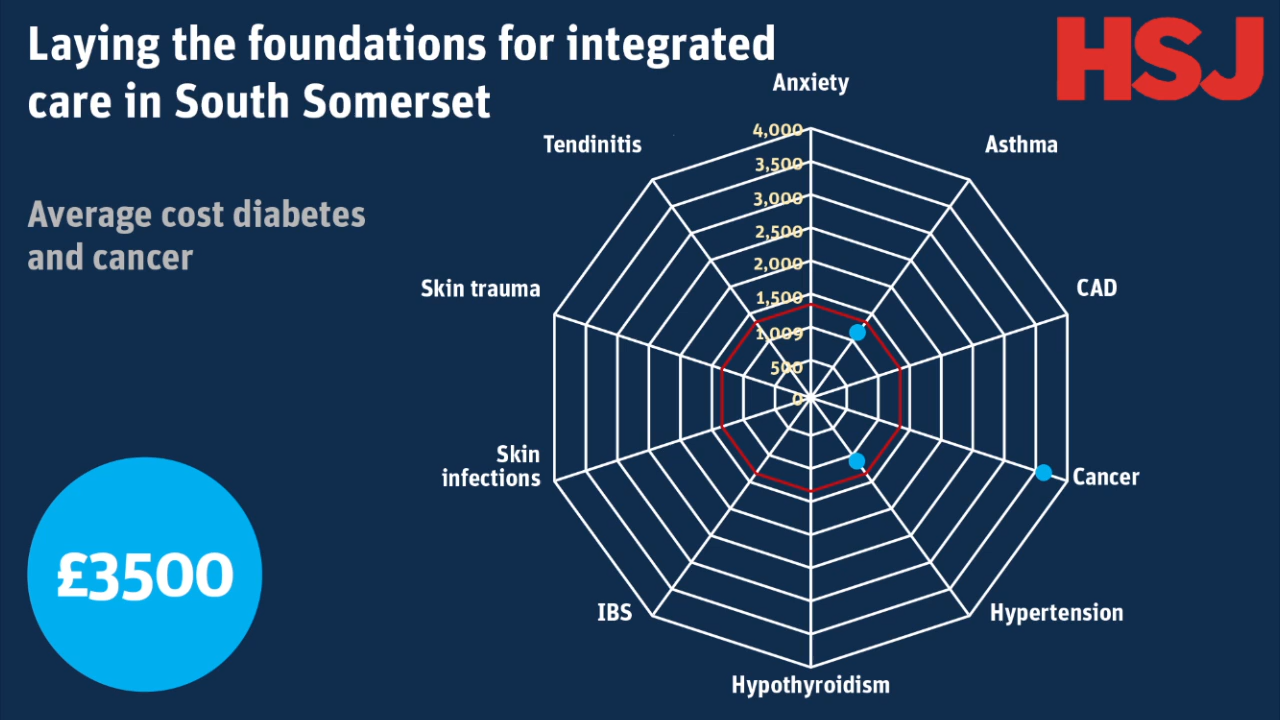 Laying the foundations for integrated
care in South Somerset
HSJ
Average cost diabetes
and cancer
£3500
Anxiety
Asthma
CAD
Cancer
Hypertension
Hypothyroidism
IBS
Skin
infections
Skin trauma
Tendinitis
4,000
3,500
3,000
2,500
2,000
1,500
1,009
500
0